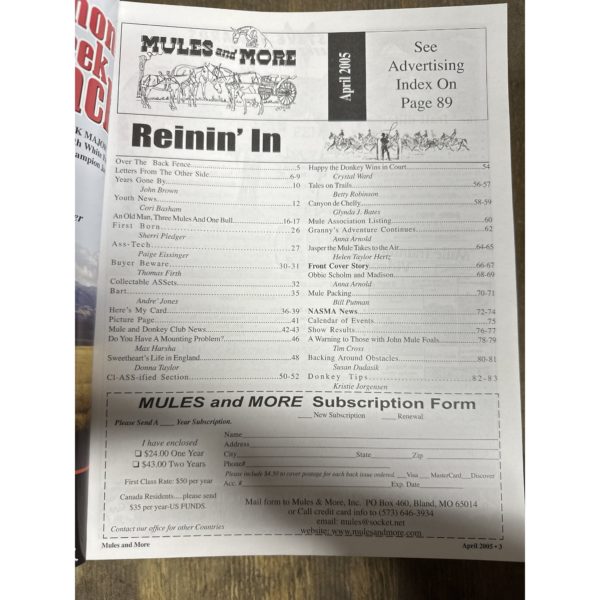 MULES and MORE
April 2005
See
Advertising
Index On
Page 89
Reinin' In
Over The Back Fence.....5
Letters From The Other Side.....6-9
Years Gone By.....10
John Brown
Youth News.....12
Cori Basham
An Old Man, Three Mules And One Bull.....16-17
First Born.....26
Sherri Pledger
Ass-Tech.....27
Paige Eissinger
Buyer Beware.....30-31
Thomas Firth
Collectable ASSets.....32
Bart.....35
Andre' Jones
Here's My Card.....36-39
Picture Page.....41
Mule and Donkey Club News.....42-43
Do You Have A Mounting Problem?.....46
Max Harsha
Sweetheart's Life in England.....48
Donna Taylor
Cl-ASS-ified Section.....50-52
Happy the Donkey Wins in Court.....54
Crystal Ward
Tales on Trails.....56-57
Betty Robinson
Canyon de Chelly.....58-59
Glynda J. Bates
Mule Association Listing.....60
Granny's Adventure Continues.....62
Anna Arnold
Jasper the Mule Takes to the Air.....64-65
Helen Taylor Hertz
Front Cover Story.....66-67
Obbie Scholm and Madison.....68-69
Anna Arnold
Mule Packing.....70-71
Bill Putman
NASMA News.....72-74
Calendar of Events.....75
Show Results.....76-77
A Warning to Those with John Mule Foals.....78-79
Tim Cross
Backing Around Obstacles.....80-81
Susan Dudasik
Donkey Tips.....82-83
Kristie Jorgensen
MULES and MORE Subscription Form
Please Send A ___ Year Subscription.
___ New Subscription ___ Renewal
I have enclosed
❑ $24.00 One Year
❑ $43.00 Two Years
First Class Rate: $50 per year
Canada Residents.....please send
$35 per year-US FUNDS.
Contact our office for other Countries
Name
Address
City State Zip
Phone#
Please include $4.50 to cover postage for each back issue ordered. ___Visa ___ MasterCard___Discover
Acc. # Exp. Date
Mail form to Mules & More, Inc. PO Box 460, Bland, MO 65014
or Call credit card info to (573) 646-3934
email: mules@socket.net
website: www.mulesandmore.com
Mules and More
April 2005 • 3